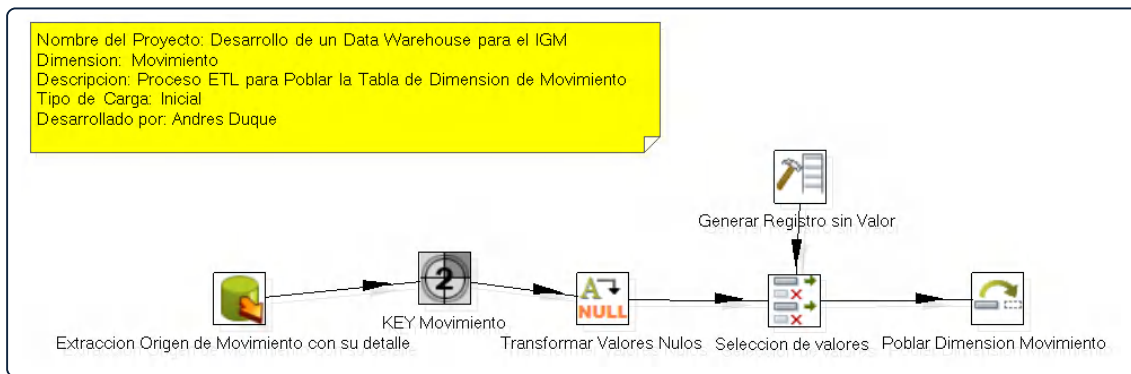 Nombre del Proyecto: Desarrollo de un Data Warehouse para el IGM
Dimension: Movimiento
Descripcion: Proceso ETL para Poblar la Tabla de Dimension de Movimiento
Tipo de Carga: Inicial
Desarrollado por: Andres Duque
Generar Registro sin Valor
2
A
NULL
KEY Movimiento
Extraccion Origen de Movimiento con su detalle
Transformar Valores Nulos
Seleccion de valores
Poblar Dimension Movimiento